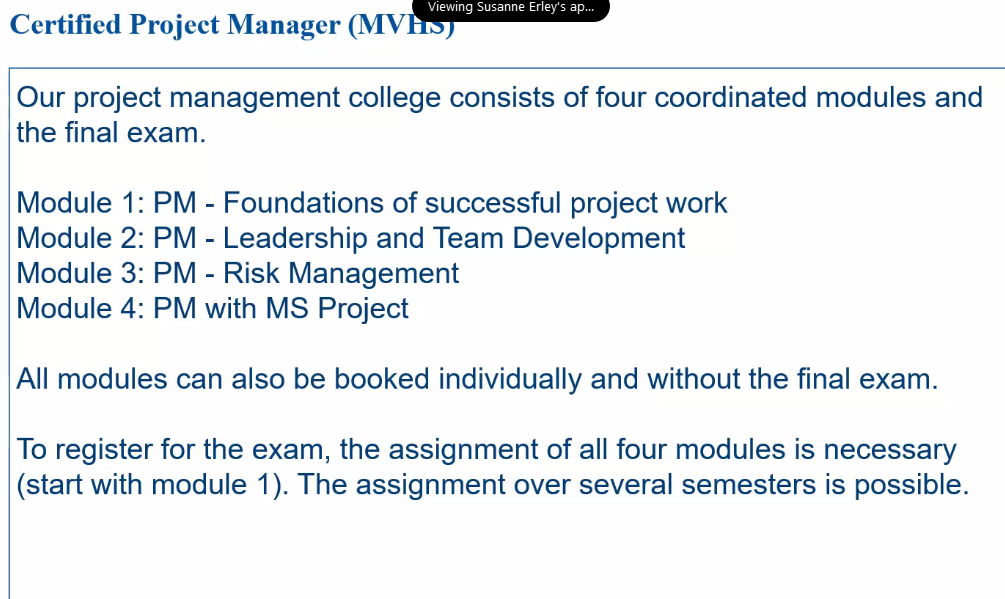 Viewing Susanne Erley's ap...
Certified Project Manager (MVHS)
Our project management college consists of four coordinated modules and
the final exam.
Module 1: PM - Foundations of successful project work
Module 2: PM - Leadership and Team Development
Module 3: PM - Risk Management
Module 4: PM with MS Project
All modules can also be booked individually and without the final exam.
To register for the exam, the assignment of all four modules is necessary
(start with module 1). The assignment over several semesters is possible.